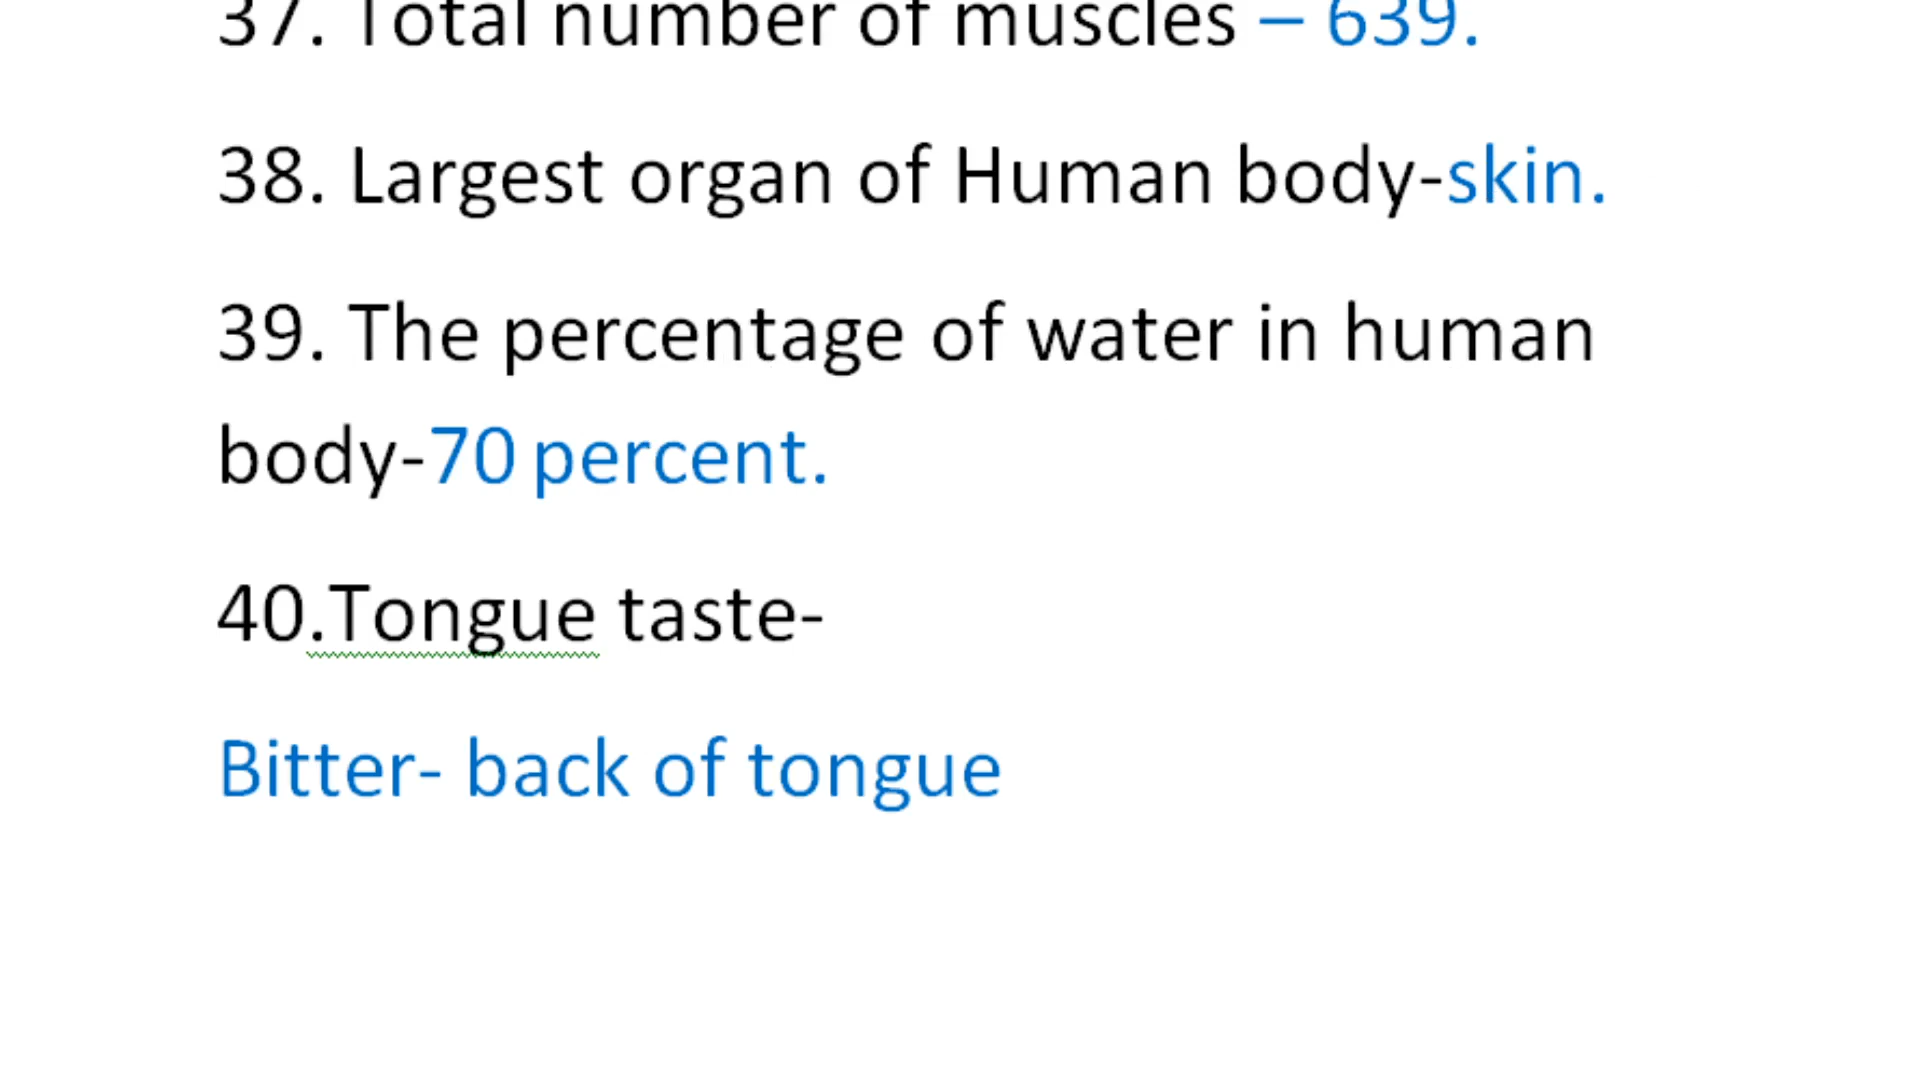 37. Total number of muscles – 639.
38. Largest organ of Human body-skin.
39. The percentage of water in human
body-70 percent.
40.Tongue taste-
Bitter- back of tongue